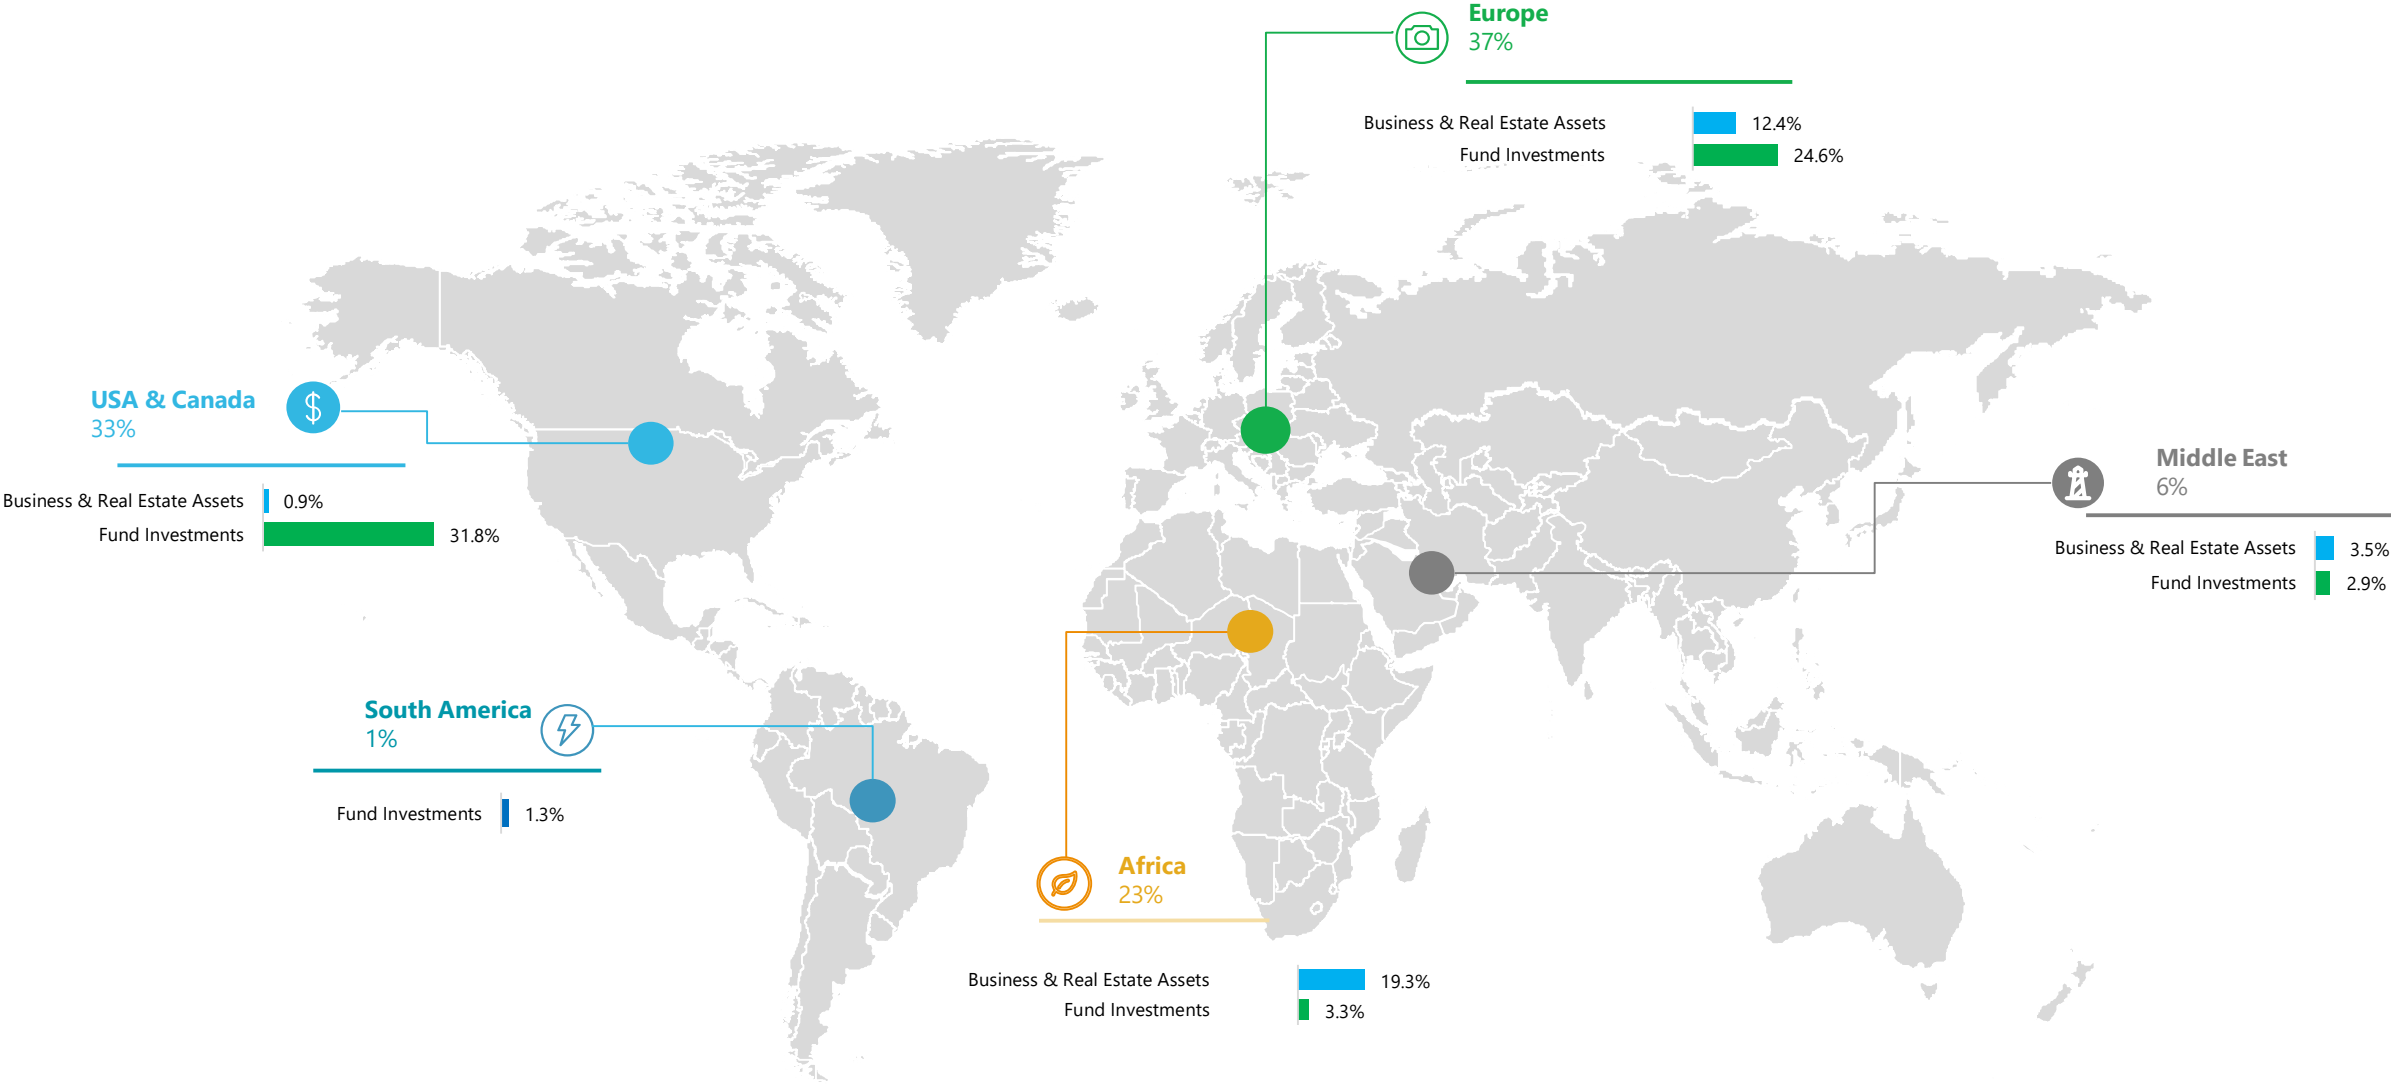 Europe
37%
Business & Real Estate Assets 12.4%
Fund Investments 24.6%
USA & Canada
33%
Business & Real Estate Assets 0.9%
Fund Investments 31.8%
Middle East
6%
Business & Real Estate Assets 3.5%
Fund Investments 2.9%
South America
1%
Fund Investments 1.3%
Africa
23%
Business & Real Estate Assets 19.3%
Fund Investments 3.3%